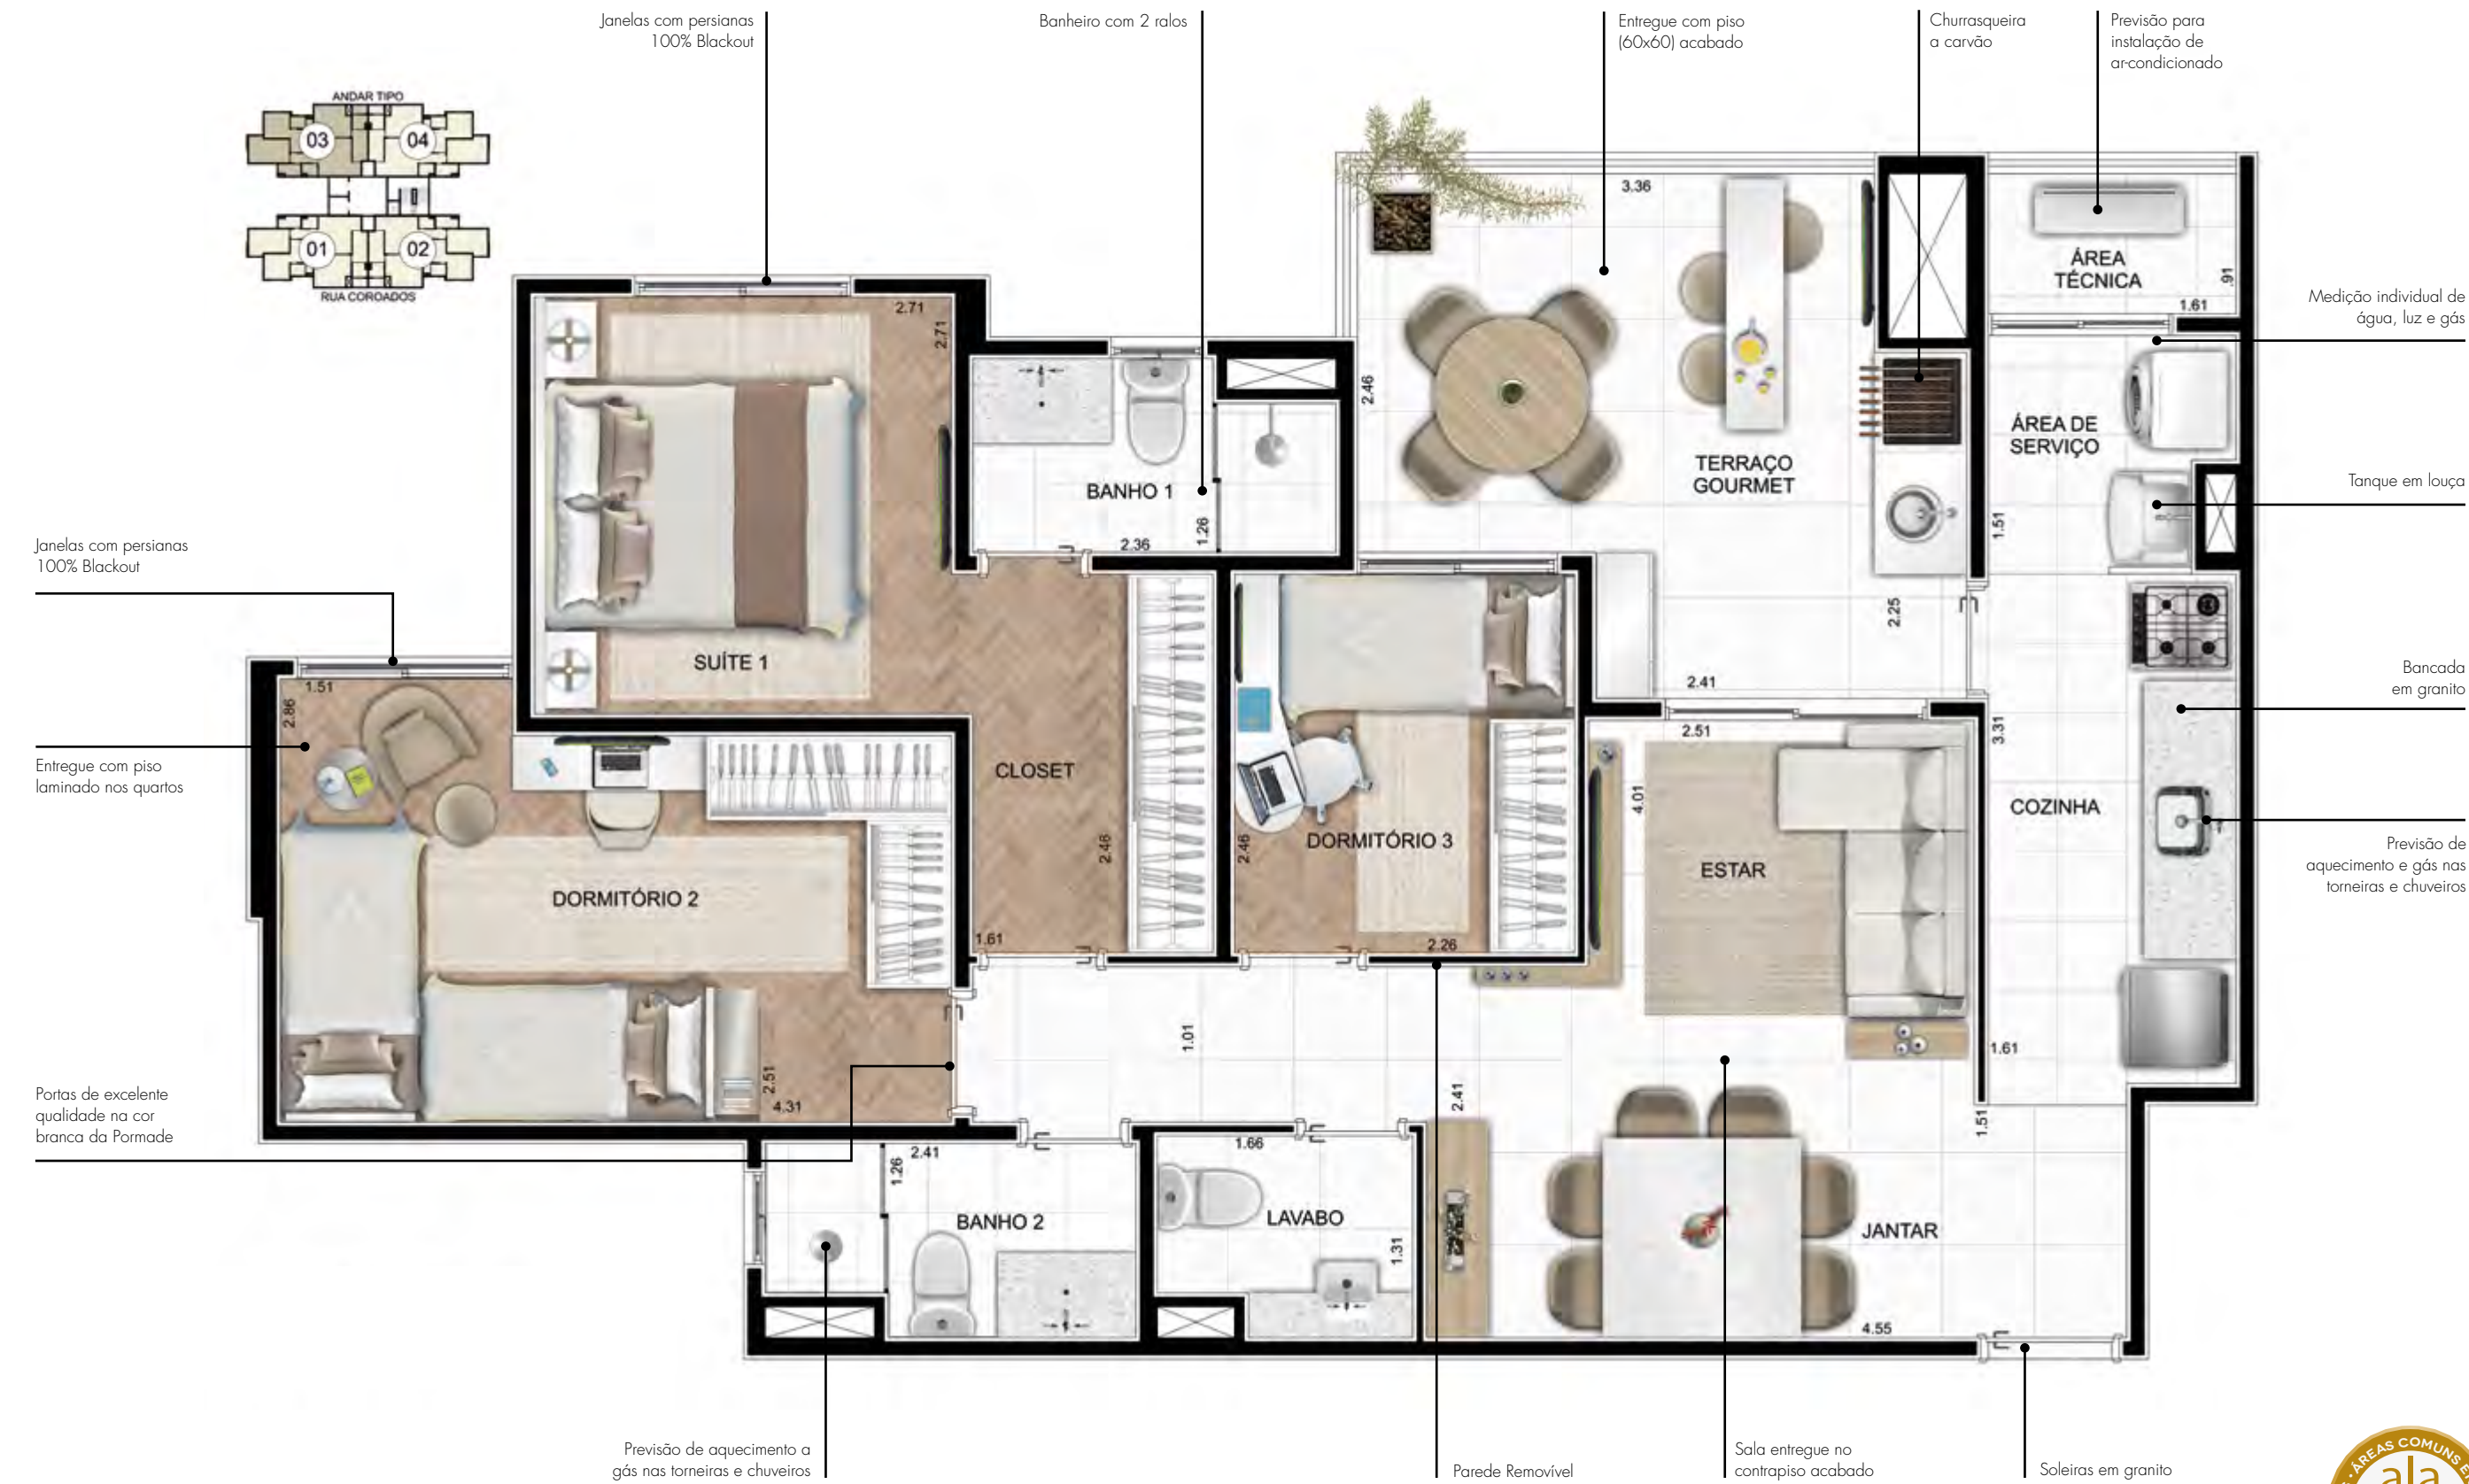 Janelas com persianas
100% Blackout
Banheiro com 2 ralos
Entregue com piso
(60x60) acabado
Churrasqueira
a carvão
Previsão para
instalação de
ar-condicionado
ANDAR TIPO
03
04
01
02
RUA COROADOS
3.36
ÁREA
TÉCNICA
.91
1.61
Medição individual de
água, luz e gás
2.71
2.71
2.46
ÁREA DE
SERVIÇO
TERRAÇO
GOURMET
BANHO 1
1.26
2.36
1.51
Tanque em louça
Janelas com persianas
100% Blackout
2.25
SUÍTE 1
2.41
Bancada
em granito
1.51
2.86
2.51
3.31
Entregue com piso
laminado nos quartos
CLOSET
4.01
COZINHA
2.46
2.46
DORMITÓRIO 3
ESTAR
Previsão de
aquecimento e gás nas
torneiras e chuveiros
DORMITÓRIO 2
1.61
2.26
1.01
1.61
2.51
4.31
2.41
1.51
Portas de excelente
qualidade na cor
branca da Pormade
1.26
2.41
1.66
BANHO 2
LAVABO
1.31
JANTAR
4.55
Previsão de aquecimento a
gás nas torneiras e chuveiros
Parede Removível
Sala entregue no
contrapiso acabado
Soleiras em granito
ÁREAS COMUNS
ala